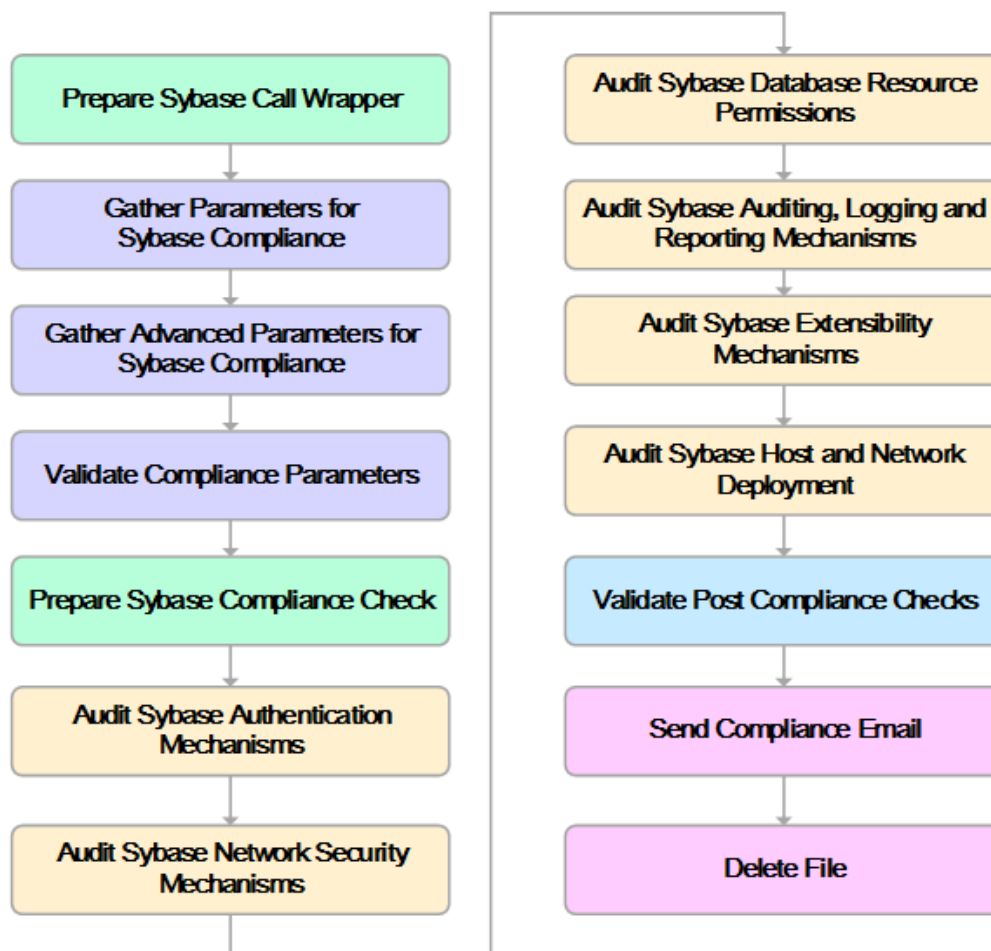 Prepare Sybase Call Wrapper
Gather Parameters for
Sybase Compliance
Gather Advanced Parameters for
Sybase Compliance
Validate Compliance Parameters
Prepare Sybase Compliance Check
Audit Sybase Authentication
Mechanisms
Audit Sybase Network Security
Mechanisms
Audit Sybase Database Resource
Permissions
Audit Sybase Auditing, Logging and
Reporting Mechanisms
Audit Sybase Extensibility
Mechanisms
Audit Sybase Host and Network
Deployment
Validate Post Compliance Checks
Send Compliance Email
Delete File